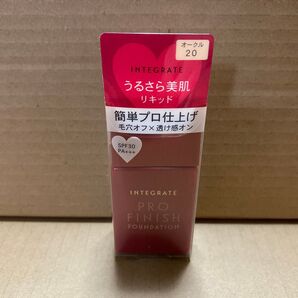 オークル
20
INTEGRATE
うるさら美肌
リキッド
簡単プロ仕上げ
毛穴オフ×透け感オン
SPF30
PA+++
INTEGRATE
PRO
FINISH
FOUNDATION